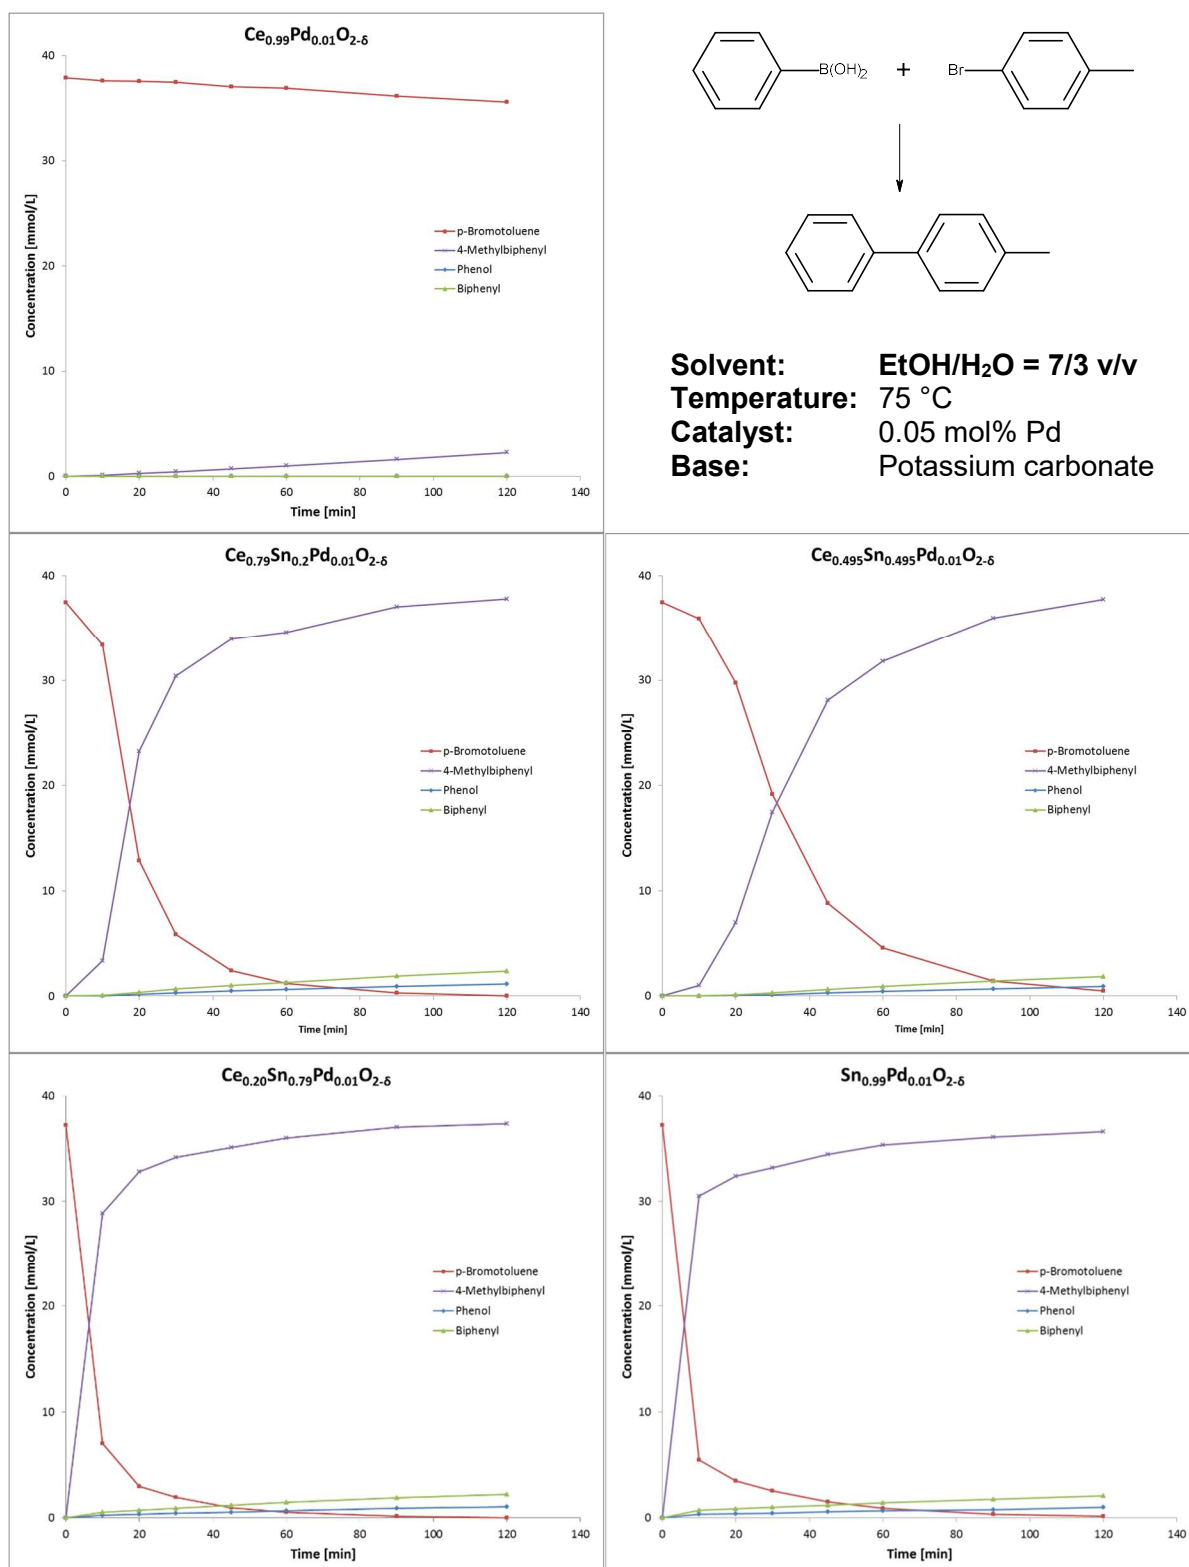 Ce0.99Pd0.01O2-δ
Concentration [mmol/L]
40
30
20
10
0
0 20 40 60 80 100 120 140
Time [min]
p-Bromotoluene
4-Methylbiphenyl
Phenol
Biphenyl
B(OH)2 + Br
Solvent: EtOH/H2O = 7/3 v/v
Temperature: 75 °C
Catalyst: 0.05 mol% Pd
Base: Potassium carbonate
Ce0.79Sn0.2Pd0.01O2-δ
Concentration [mmol/L]
40
30
20
10
0
0 20 40 60 80 100 120 140
Time [min]
p-Bromotoluene
4-Methylbiphenyl
Phenol
Biphenyl
Ce0.495Sn0.495Pd0.01O2-δ
Concentration [mmol/L]
40
30
20
10
0
0 20 40 60 80 100 120 140
Time [min]
p-Bromotoluene
4-Methylbiphenyl
Phenol
Biphenyl
Ce0.20Sn0.79Pd0.01O2-δ
Concentration [mmol/L]
40
30
20
10
0
0 20 40 60 80 100 120 140
Time [min]
p-Bromotoluene
4-Methylbiphenyl
Phenol
Biphenyl
Sn0.99Pd0.01O2-δ
Concentration [mmol/L]
40
30
20
10
0
0 20 40 60 80 100 120 140
Time [min]
p-Bromotoluene
4-Methylbiphenyl
Phenol
Biphenyl